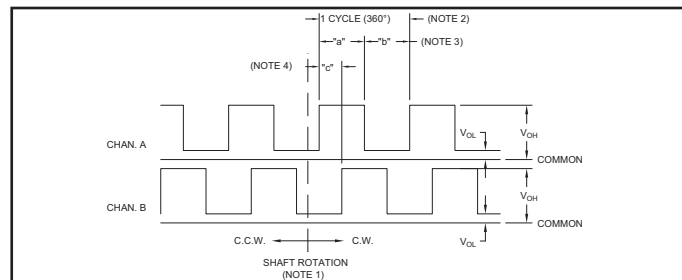 1 CYCLE (360°)
(NOTE 2)
"a"
"b"
(NOTE 3)
(NOTE 4)
"c"
CHAN. A
VOL
VOH
COMMON
CHAN. B
VOH
COMMON
VOL
C.C.W.
C.W.
SHAFT ROTATION
(NOTE 1)